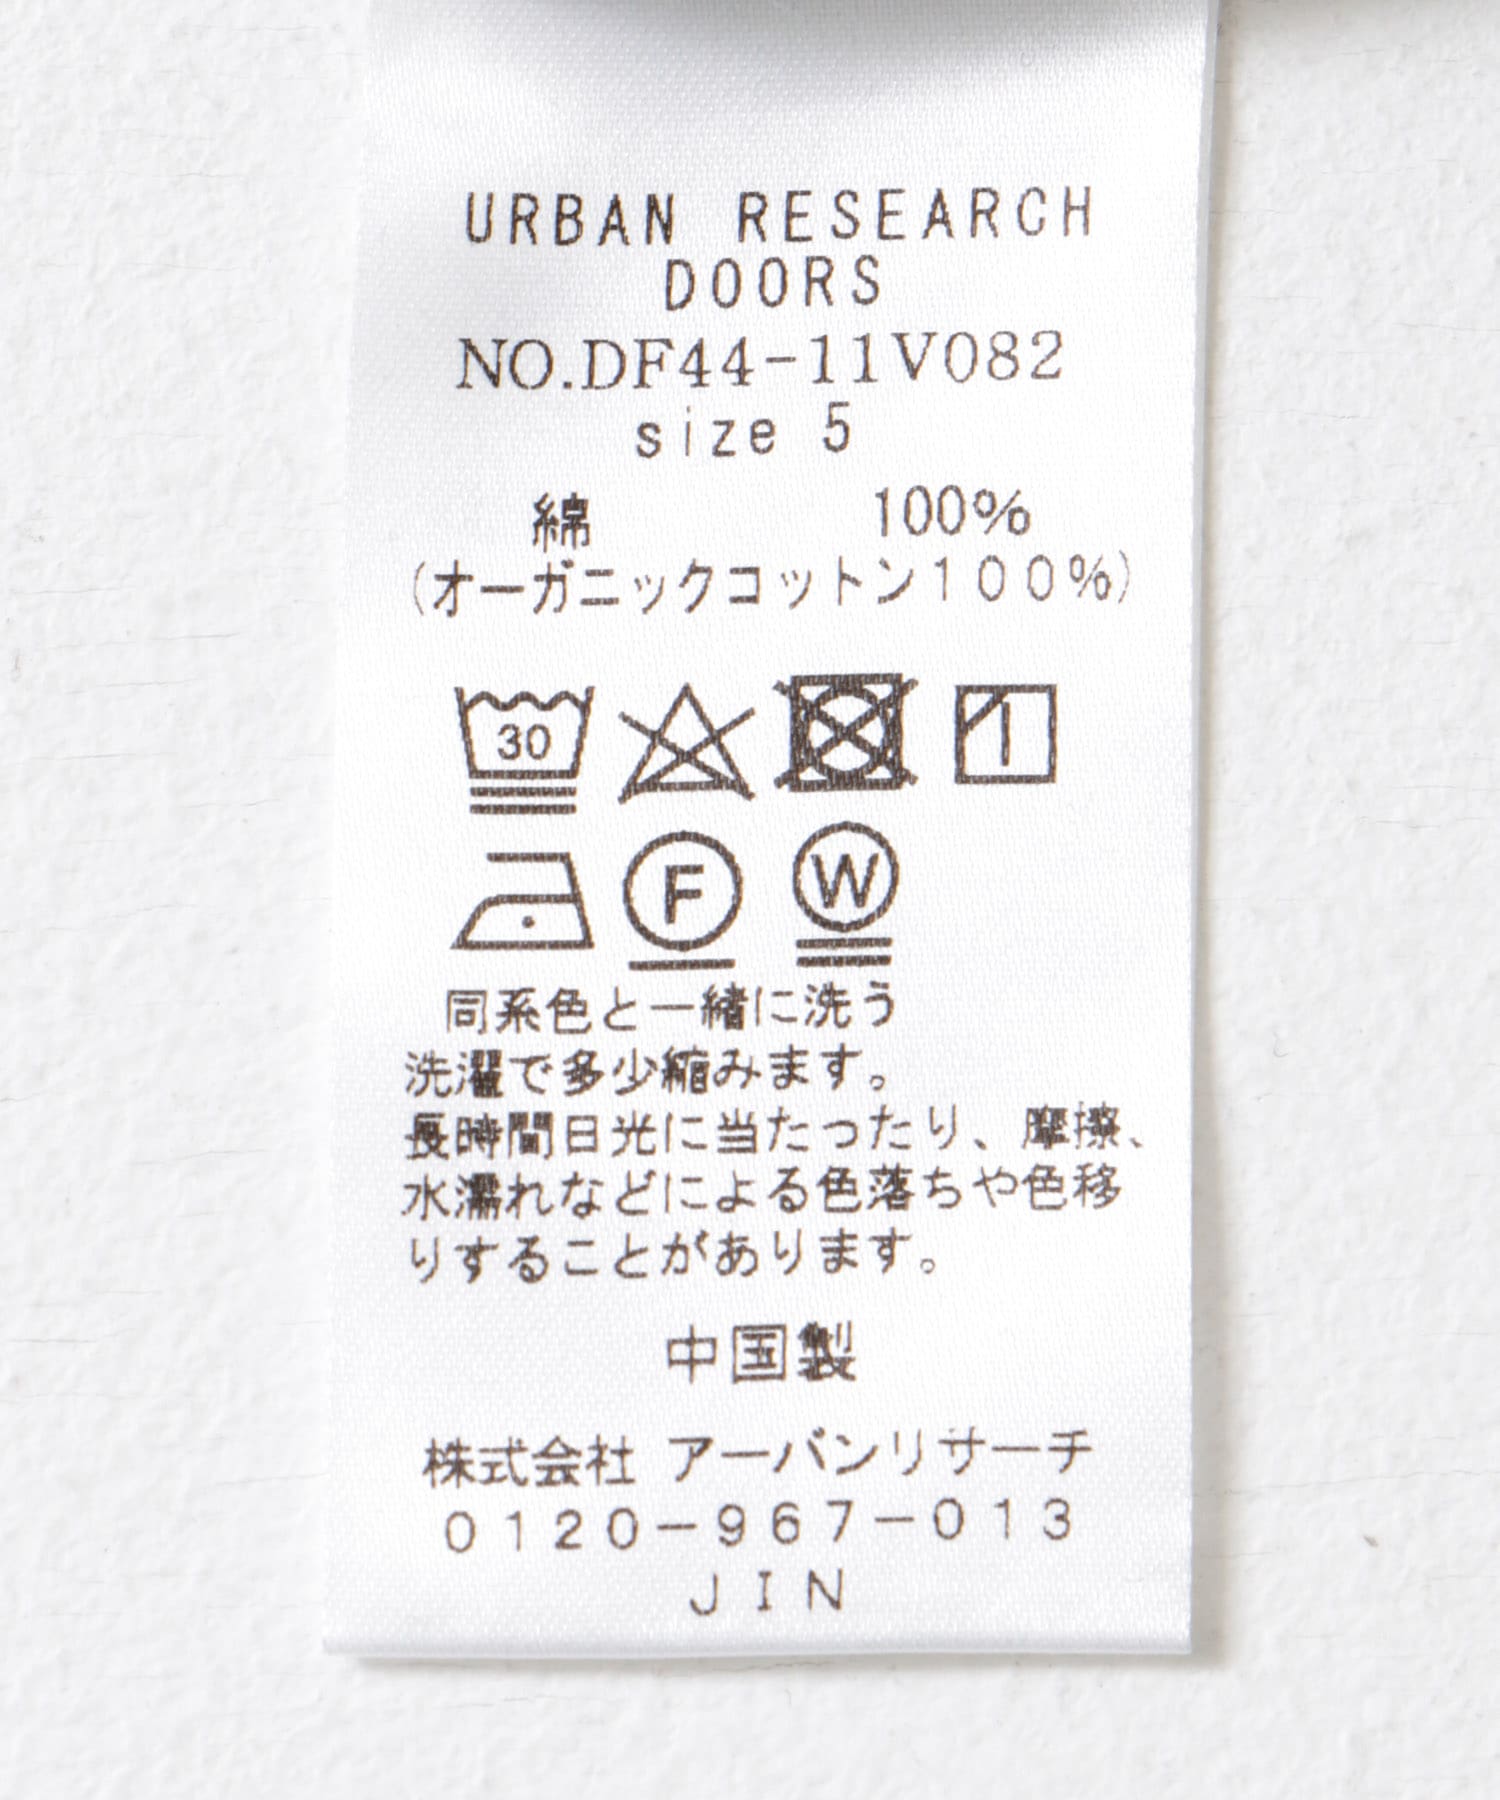 URBAN RESEARCH
DOORS
NO.DF44-11V082
size 5
綿 100%
(オーガニックコットン100%)
30
F W
同系色と一緒に洗う
洗濯で多少縮みます。
長時間日光に当たったり、摩擦、
水濡れなどによる色落ちや色移
りすることがあります。
中国製
株式会社 アーバンリサーチ
0120-967-013
JIN